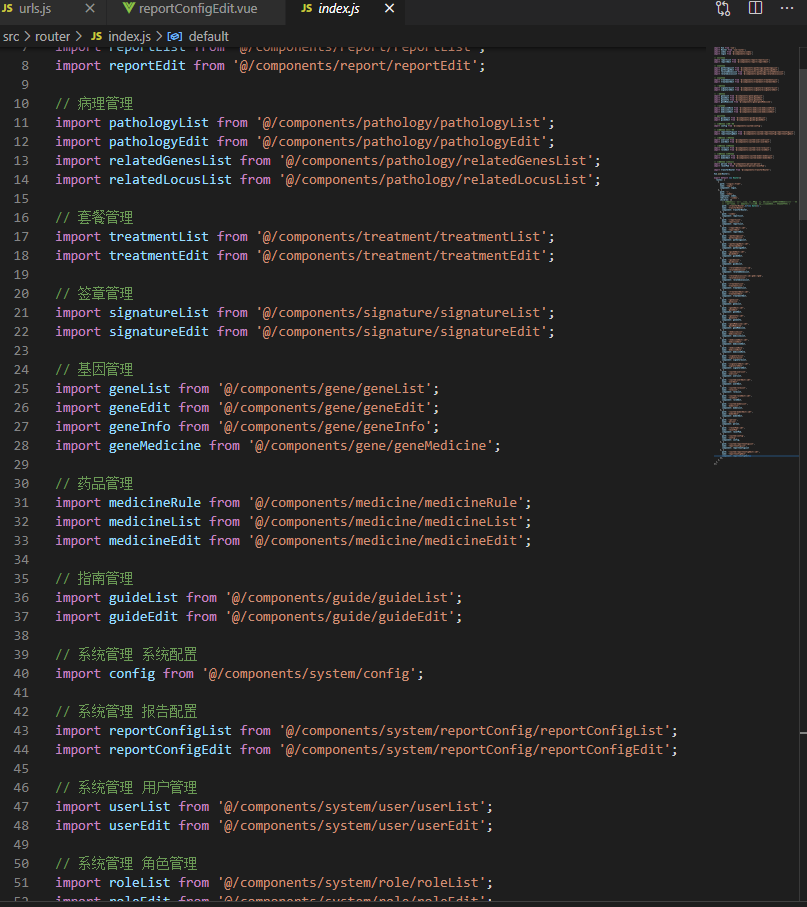 JS urls.js
reportConfigEdit.vue
JS index.js
src > router > JS index.js > default
7 import reportList from '@/components/report/reportList';
8 import reportEdit from '@/components/report/reportEdit';
9
10 // 病理管理
11 import pathologyList from '@/components/pathology/pathologyList';
12 import pathologyEdit from '@/components/pathology/pathologyEdit';
13 import relatedGenesList from '@/components/pathology/relatedGenesList';
14 import relatedLocusList from '@/components/pathology/relatedLocusList';
15
16 // 套餐管理
17 import treatmentList from '@/components/treatment/treatmentList';
18 import treatmentEdit from '@/components/treatment/treatmentEdit';
19
20 // 签章管理
21 import signatureList from '@/components/signature/signatureList';
22 import signatureEdit from '@/components/signature/signatureEdit';
23
24 // 基因管理
25 import geneList from '@/components/gene/geneList';
26 import geneEdit from '@/components/gene/geneEdit';
27 import geneInfo from '@/components/gene/geneInfo';
28 import geneMedicine from '@/components/gene/geneMedicine';
29
30 // 药品管理
31 import medicineRule from '@/components/medicine/medicineRule';
32 import medicineList from '@/components/medicine/medicineList';
33 import medicineEdit from '@/components/medicine/medicineEdit';
34
35 // 指南管理
36 import guideList from '@/components/guide/guideList';
37 import guideEdit from '@/components/guide/guideEdit';
38
39 // 系统管理 系统配置
40 import config from '@/components/system/config';
41
42 // 系统管理 报告配置
43 import reportConfigList from '@/components/system/reportConfig/reportConfigList';
44 import reportConfigEdit from '@/components/system/reportConfig/reportConfigEdit';
45
46 // 系统管理 用户管理
47 import userList from '@/components/system/user/userList';
48 import userEdit from '@/components/system/user/userEdit';
49
50 // 系统管理 角色管理
51 import roleList from '@/components/system/role/roleList';
52 import roleEdit from '@/components/system/role/roleEdit';